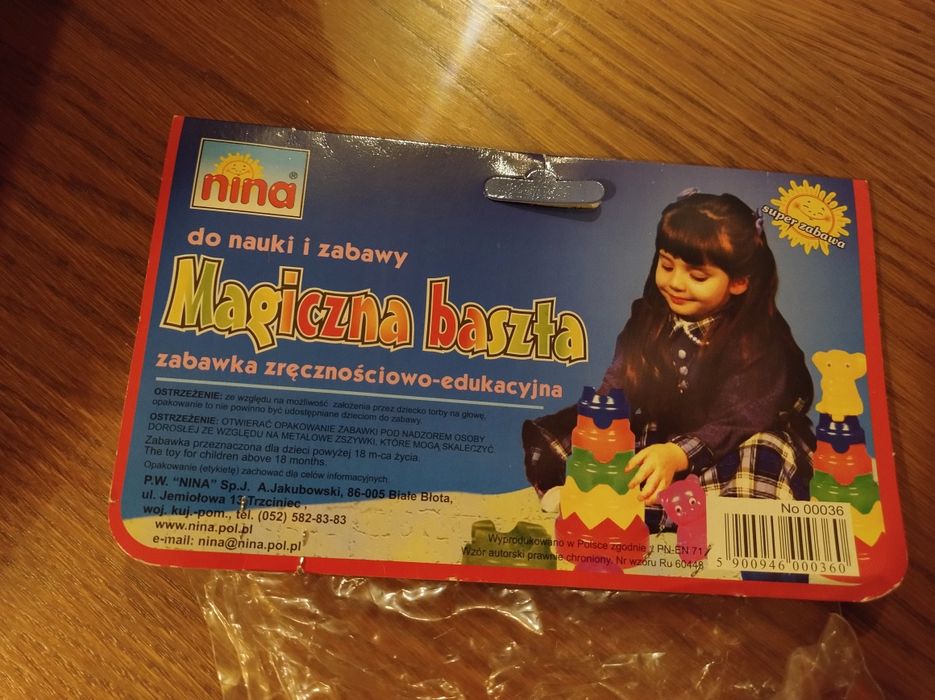 nina®
super zabawa
do nauki i zabawy
Magiczna baszta
zabawka zręcznościowo-edukacyjna
OSTRZEŻENIE: ze względu na możliwość założenia przez dziecko torby na głowę,
opakowanie to nie powinno być udostępniane dzieciom do zabawy.
OSTRZEŻENIE: OTWIERAĆ OPAKOWANIE ZABAWKI POD NADZOREM OSOBY
DOROSŁEJ ZE WZGLĘDU NA METALOWE ZSZYWKI, KTÓRE MOGĄ SKALECZYĆ.
Zabawka przeznaczona dla dzieci powyżej 18 m-ca życia.
The toy for children above 18 months.
Opakowanie (etykietę) zachować dla celów informacyjnych.
P.W. “NINA” Sp.J. A.Jakubowski, 86-005 Białe Błota,
ul. Jemiołowa 13 Trzciniec ,
woj. kuj.-pom., tel. (052) 582-83-83
www.nina.pol.pl
e-mail: nina@nina.pol.pl
Wyprodukowano w Polsce zgodnie z PN-EN 71
Wzór autorski prawnie chroniony. Nr wzoru Ru 60448
No 00036
5 900946 000360